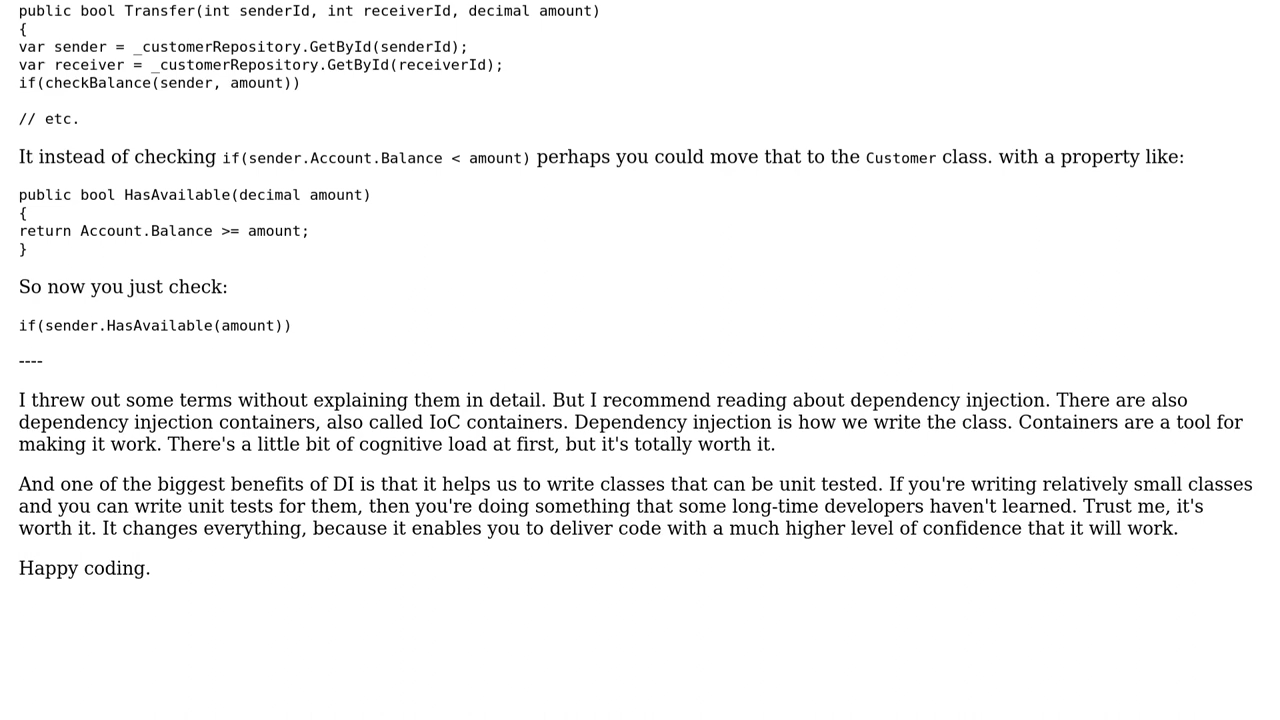 public bool Transfer(int senderId, int receiverId, decimal amount)
{
var sender = _customerRepository.GetById(senderId);
var receiver = _customerRepository.GetById(receiverId);
if(checkBalance(sender, amount))
// etc.
It instead of checking if(sender.Account.Balance < amount) perhaps you could move that to the Customer class. with a property like:
public bool HasAvailable(decimal amount)
{
return Account.Balance >= amount;
}
So now you just check:
if(sender.HasAvailable(amount))
----
I threw out some terms without explaining them in detail. But I recommend reading about dependency injection. There are also
dependency injection containers, also called IoC containers. Dependency injection is how we write the class. Containers are a tool for
making it work. There's a little bit of cognitive load at first, but it's totally worth it.
And one of the biggest benefits of DI is that it helps us to write classes that can be unit tested. If you're writing relatively small classes
and you can write unit tests for them, then you're doing something that some long-time developers haven't learned. Trust me, it's
worth it. It changes everything, because it enables you to deliver code with a much higher level of confidence that it will work.
Happy coding.